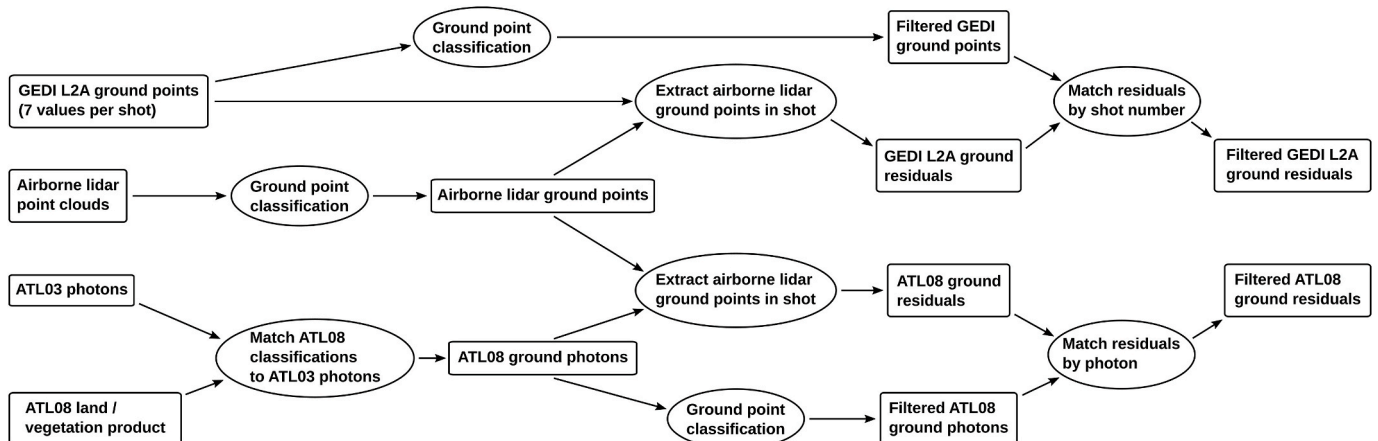 Ground point
classification
Filtered GEDI
ground points
GEDI L2A ground points
(7 values per shot)
Extract airborne lidar
ground points in shot
Match residuals
by shot number
GEDI L2A ground
residuals
Filtered GEDI L2A
ground residuals
Airborne lidar
point clouds
Ground point
classification
Airborne lidar ground points
ATL03 photons
Extract airborne lidar
ground points in shot
ATL08 ground
residuals
Filtered ATL08
ground residuals
Match ATL08
classifications
to ATL03 photons
ATL08 ground photons
Match residuals
by photon
ATL08 land /
vegetation product
Ground point
classification
Filtered ATL08
ground photons